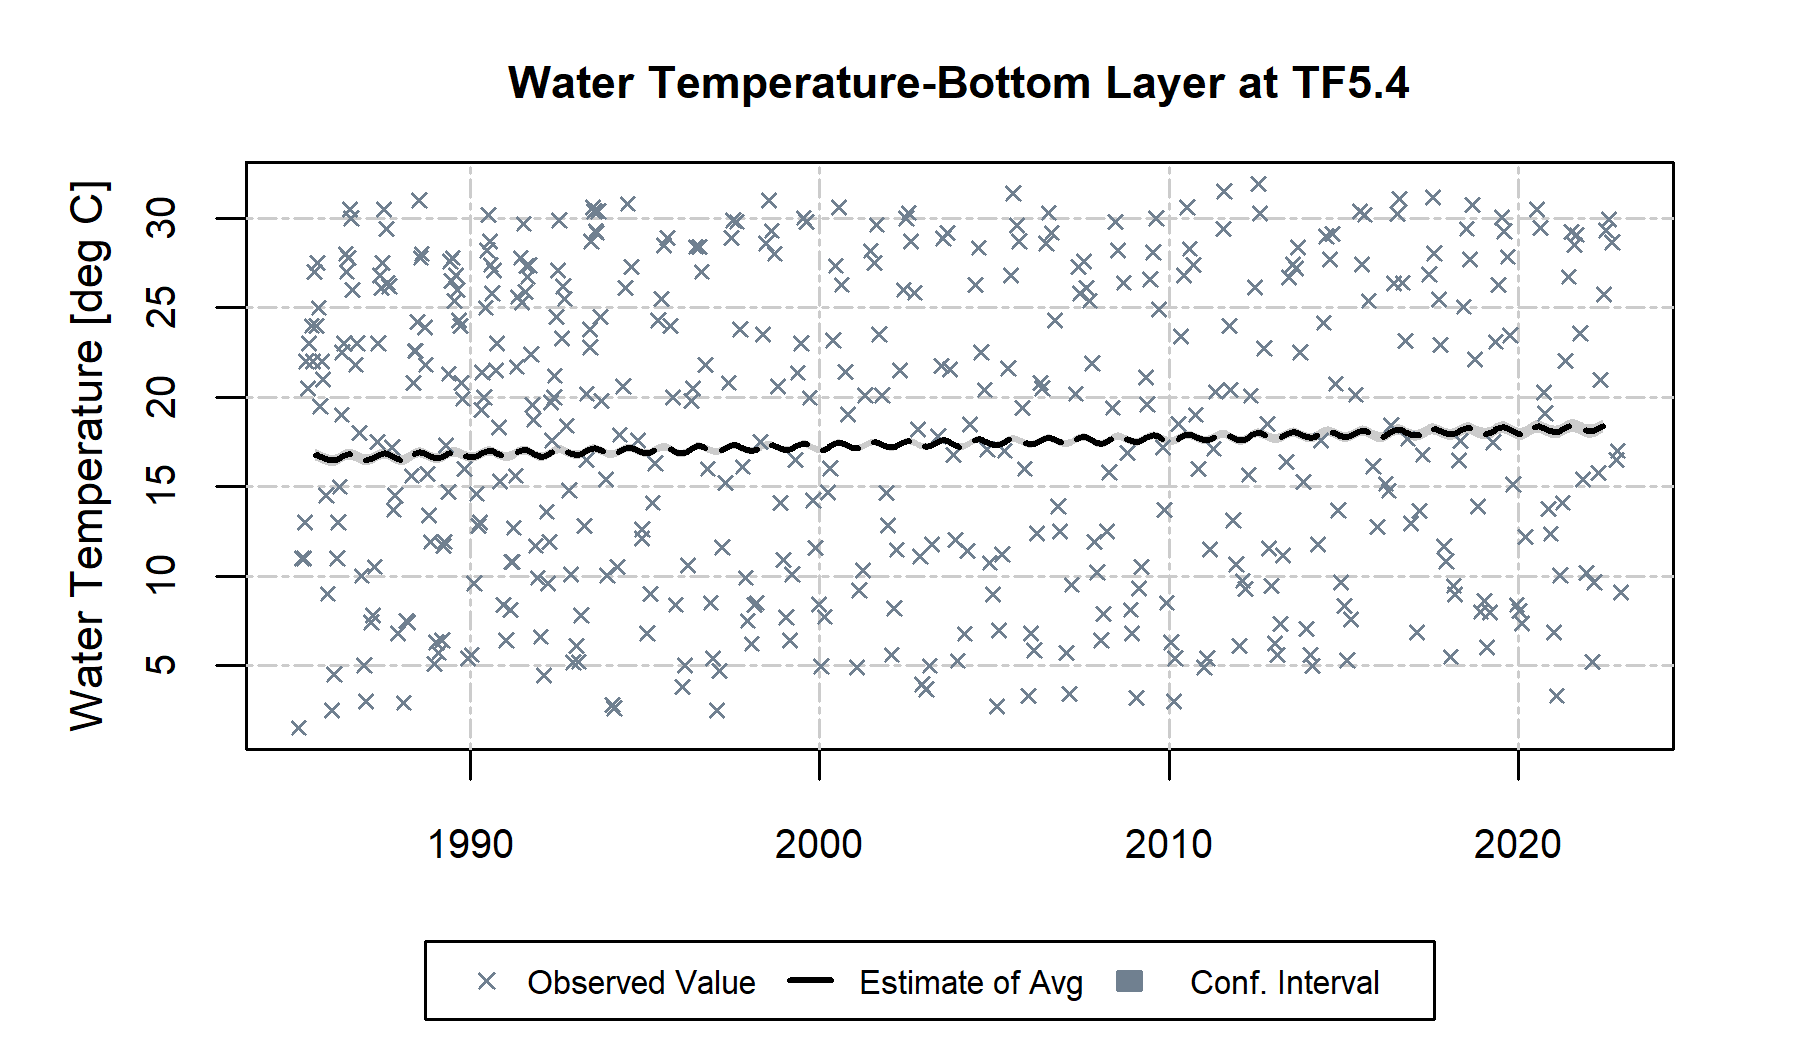 Water Temperature-Bottom Layer at TF5.4
Water Temperature [deg C]
30
25
20
15
10
5
1990 2000 2010 2020
Observed Value Estimate of Avg Conf. Interval